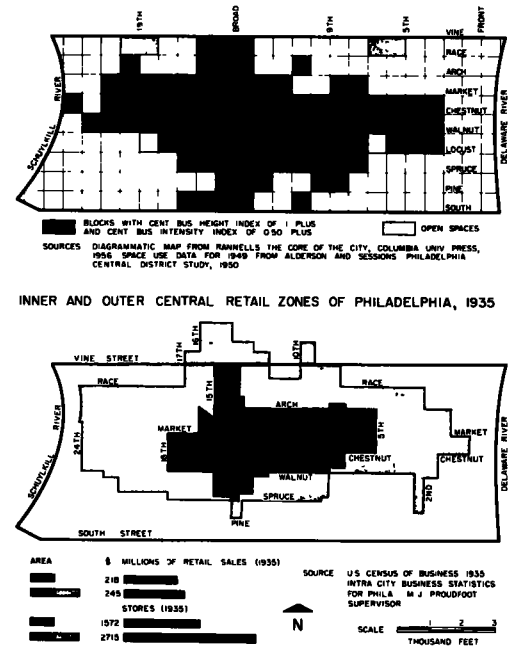 19TH
BROAD
9TH
5TH
FRONT
VINE
RACE
ARCH
MARKET
CHESTNUT
WALNUT
LOCUST
SPRUCE
PINE
SOUTH
SCHUYLKILL RIVER
DELAWARE RIVER
BLOCKS WITH CENT BUS HEIGHT INDEX OF 1 PLUS
AND CENT BUS INTENSITY INDEX OF 0 50 PLUS
OPEN SPACES
SOURCES DIAGRAMMATIC MAP FROM RANNELLS THE CORE OF THE CITY, COLUMBIA UNIV PRESS,
1956 SPACE USE DATA FOR 1949 FROM ALDERSON AND SESSIONS PHILADELPHIA
CENTRAL DISTRICT STUDY, 1950
INNER AND OUTER CENTRAL RETAIL ZONES OF PHILADELPHIA, 1935
VINE STREET
17TH
16TH
10TH
RACE
15TH
RACE
ARCH
MARKET
18TH
5TH
MARKET
24TH
CHESTNUT
CHESTNUT
WALNUT
SPRUCE
2ND
PINE
SOUTH STREET
SCHUYLKILL RIVER
DELAWARE RIVER
AREA
$ MILLIONS OF RETAIL SALES (1935)
218
245
STORES (1935)
1572
2715
N
SOURCE U S CENSUS OF BUSINESS 1935
INTRA CITY BUSINESS STATISTICS
FOR PHILA M J PROUDFOOT
SUPERVISOR
SCALE
1 2 3
THOUSAND FEET